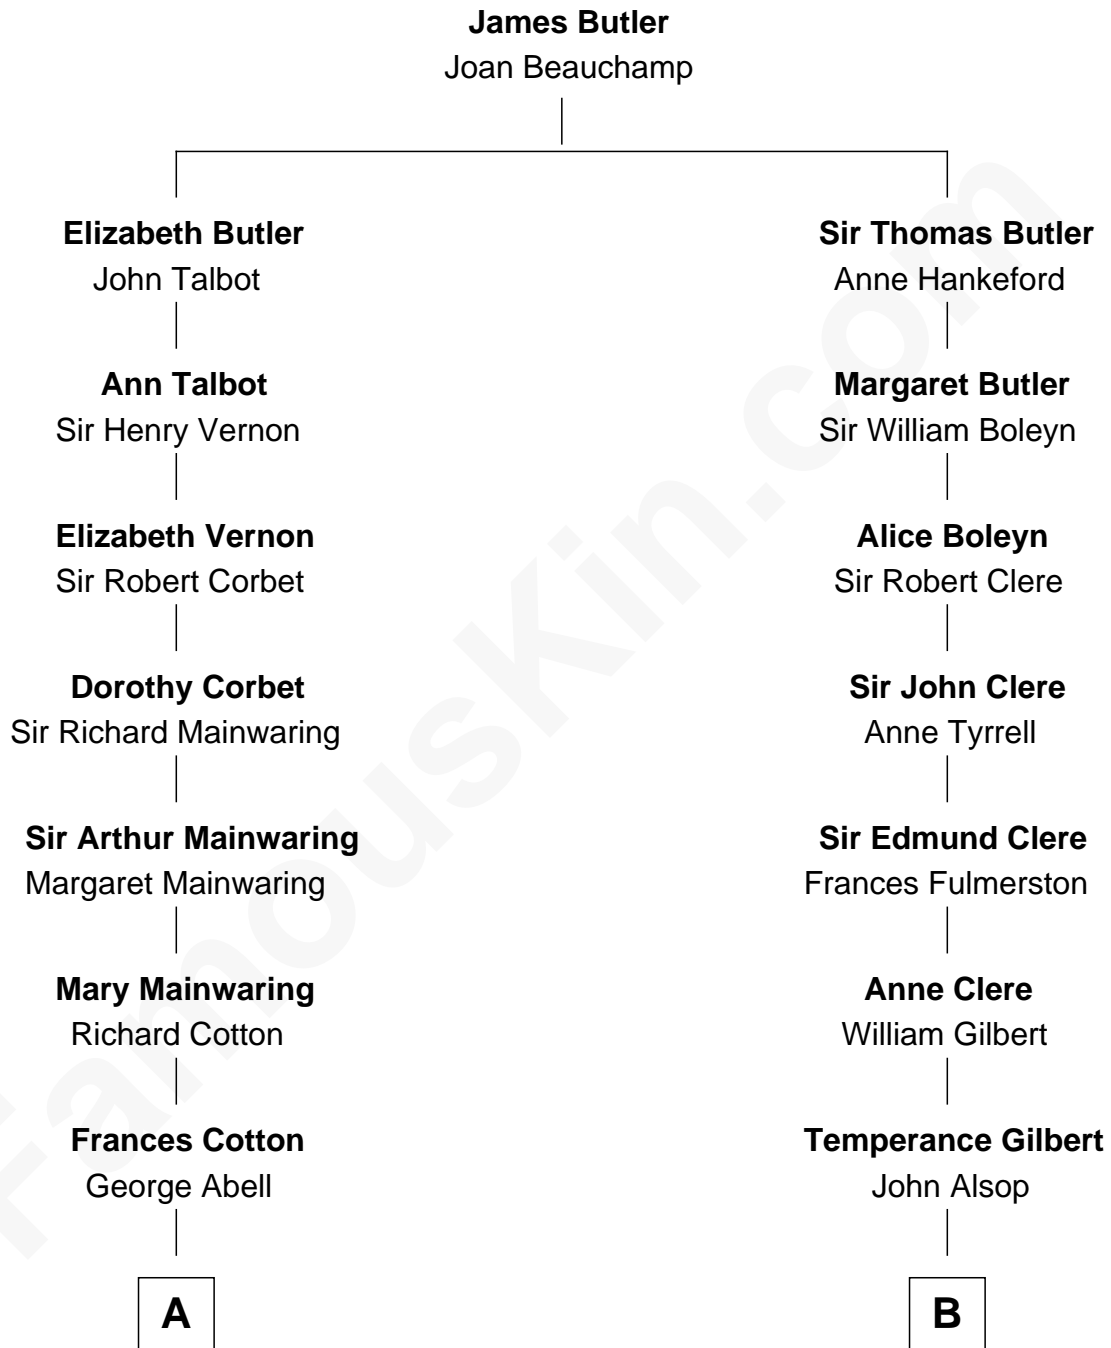 James Butler
Joan Beauchamp
Elizabeth Butler
John Talbot
Sir Thomas Butler
Anne Hankeford
Ann Talbot
Sir Henry Vernon
Margaret Butler
Sir William Boleyn
Elizabeth Vernon
Sir Robert Corbet
Alice Boleyn
Sir Robert Clere
Dorothy Corbet
Sir Richard Mainwaring
Sir John Clere
Anne Tyrrell
Sir Arthur Mainwaring
Margaret Mainwaring
Sir Edmund Clere
Frances Fulmerston
Mary Mainwaring
Richard Cotton
Anne Clere
William Gilbert
Frances Cotton
George Abell
Temperance Gilbert
John Alsop
A
B
FamousKin.com